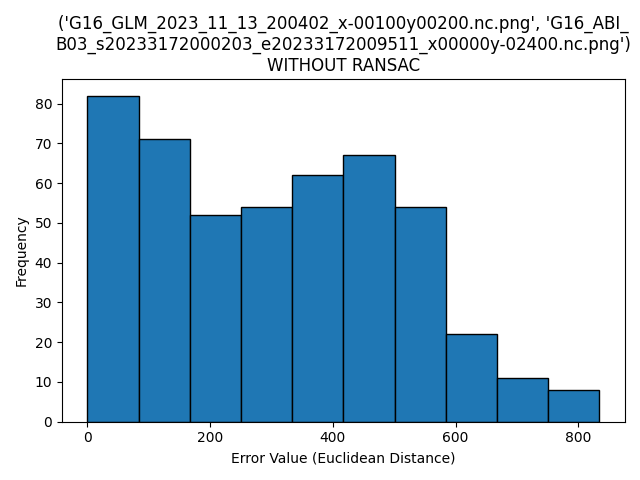 ('G16_GLM_2023_11_13_200402_x-00100y00200.nc.png', 'G16_ABI_
B03_s20233172000203_e20233172009511_x00000y-02400.nc.png')
WITHOUT RANSAC
80
70
60
50
40
30
20
10
0
Frequency
0 200 400 600 800
Error Value (Euclidean Distance)